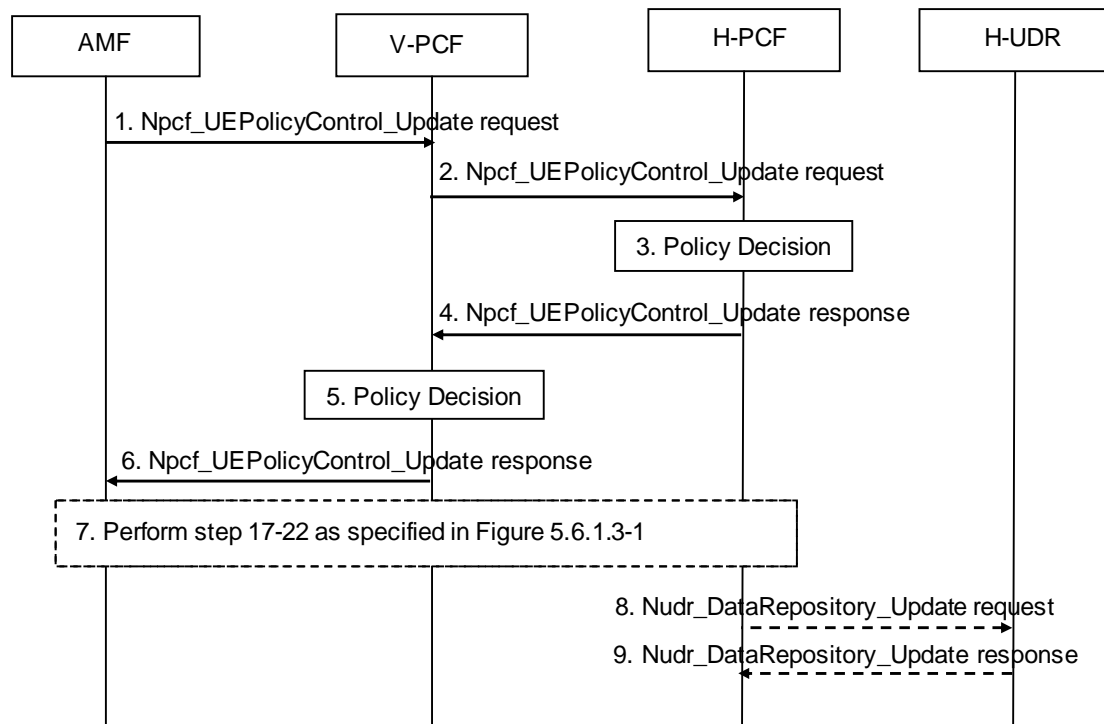 AMF
V-PCF
H-PCF
H-UDR
1. Npcf_UEPolicyControl_Update request
2. Npcf_UEPolicyControl_Update request
3. Policy Decision
4. Npcf_UEPolicyControl_Update response
5. Policy Decision
6. Npcf_UEPolicyControl_Update response
7. Perform step 17-22 as specified in Figure 5.6.1.3-1
8. Nudr_DataRepository_Update request
9. Nudr_DataRepository_Update response